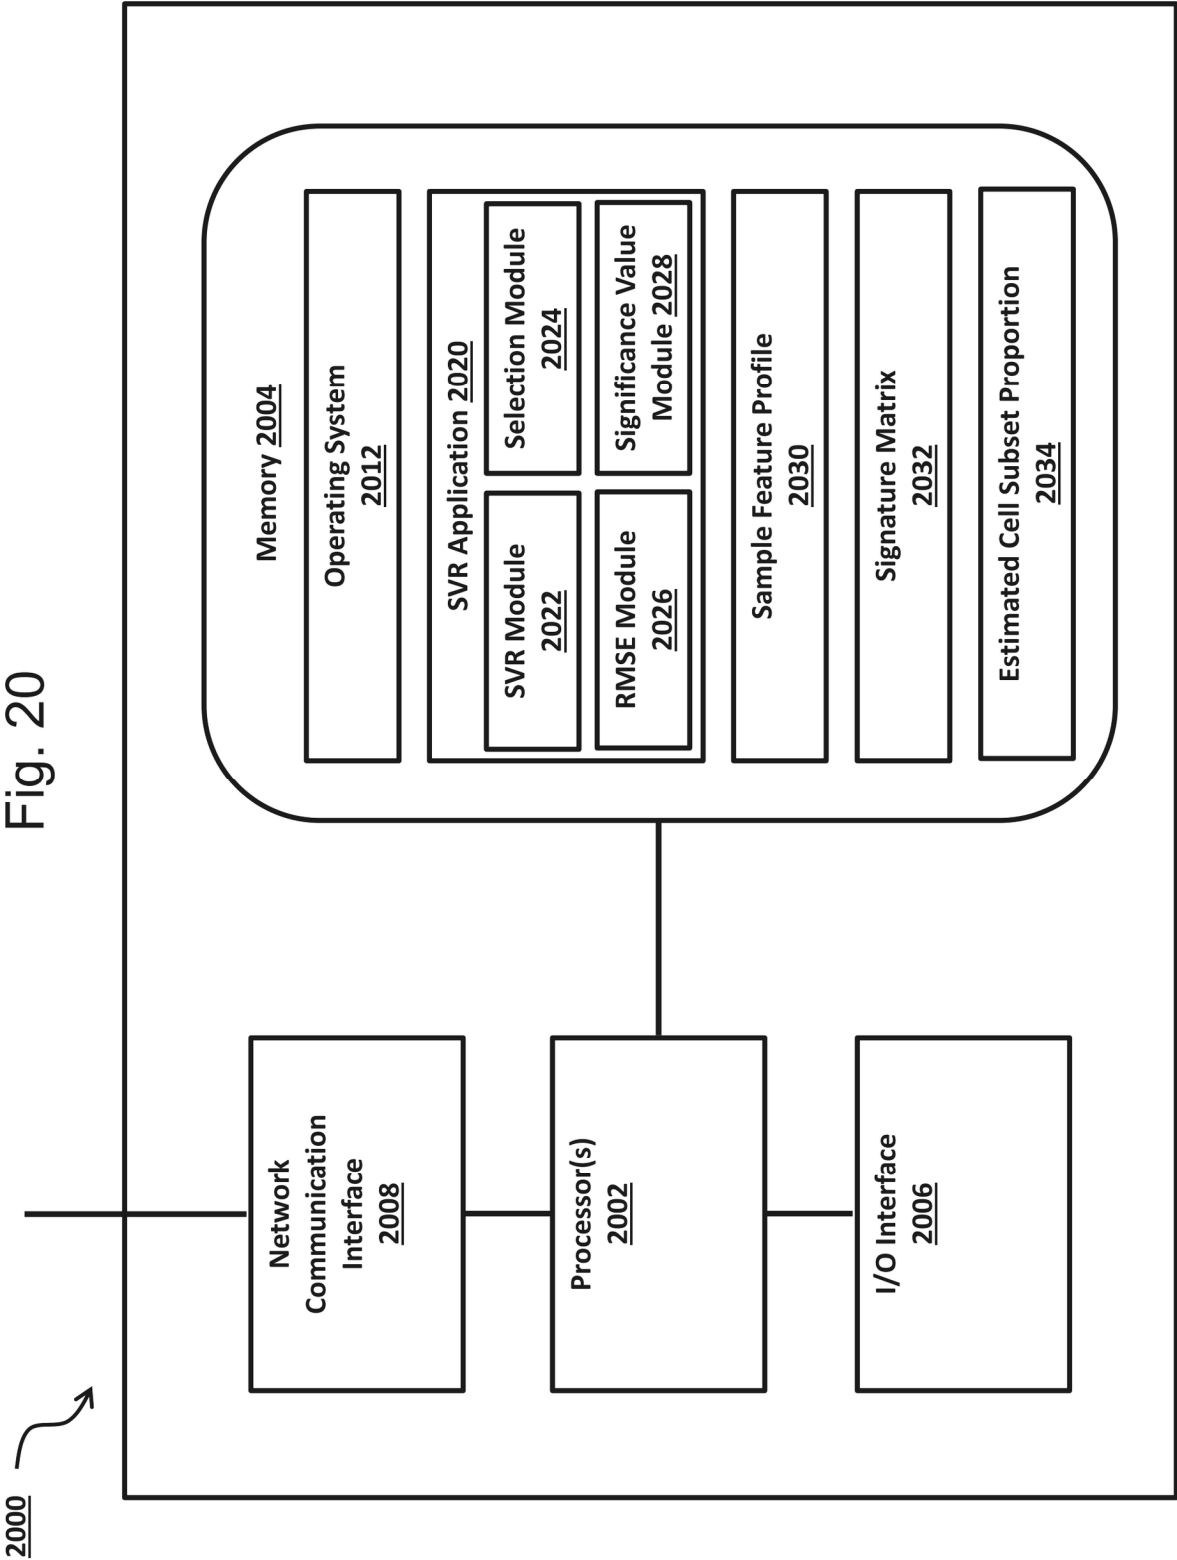 Fig. 20
2000
Network
Communication
Interface
2008
Processor(s)
2002
I/O Interface
2006
Memory 2004
Operating System
2012
SVR Application 2020
SVR Module
2022
Selection Module
2024
RMSE Module
2026
Significance Value
Module 2028
Sample Feature Profile
2030
Signature Matrix
2032
Estimated Cell Subset Proportion
2034